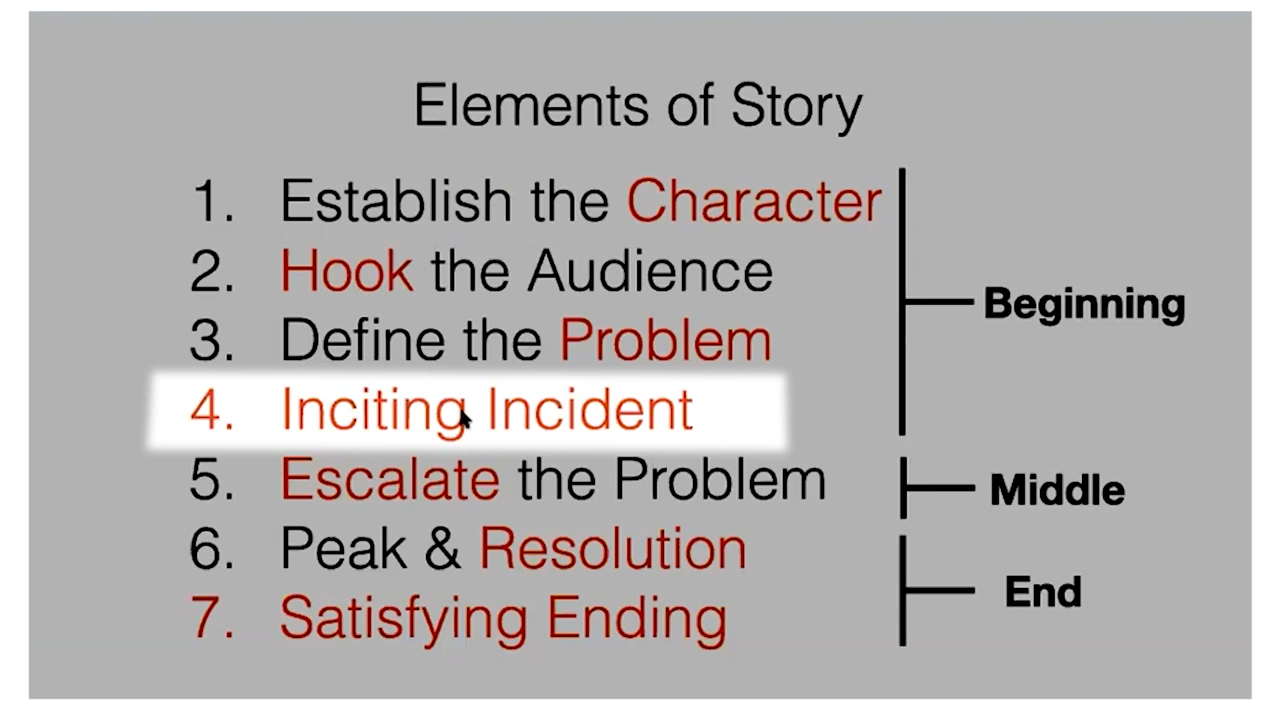 Elements of Story
1. Establish the Character
2. Hook the Audience
3. Define the Problem
4. Inciting Incident
5. Escalate the Problem
6. Peak & Resolution
7. Satisfying Ending
Beginning
Middle
End